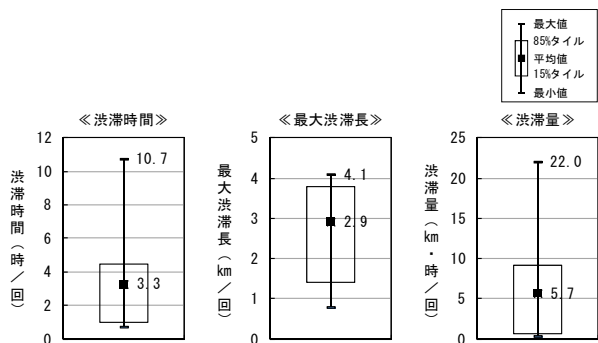 最大値
85%タイル
平均値
15%タイル
最小値
≪渋滞時間≫
渋滞時間(時/回)
12
10
8
6
4
2
0
10.7
3.3
≪最大渋滞長≫
最大渋滞長(km/回)
5
4
3
2
1
0
4.1
2.9
≪渋滞量≫
渋滞量(km・時/回)
25
20
15
10
5
0
22.0
5.7